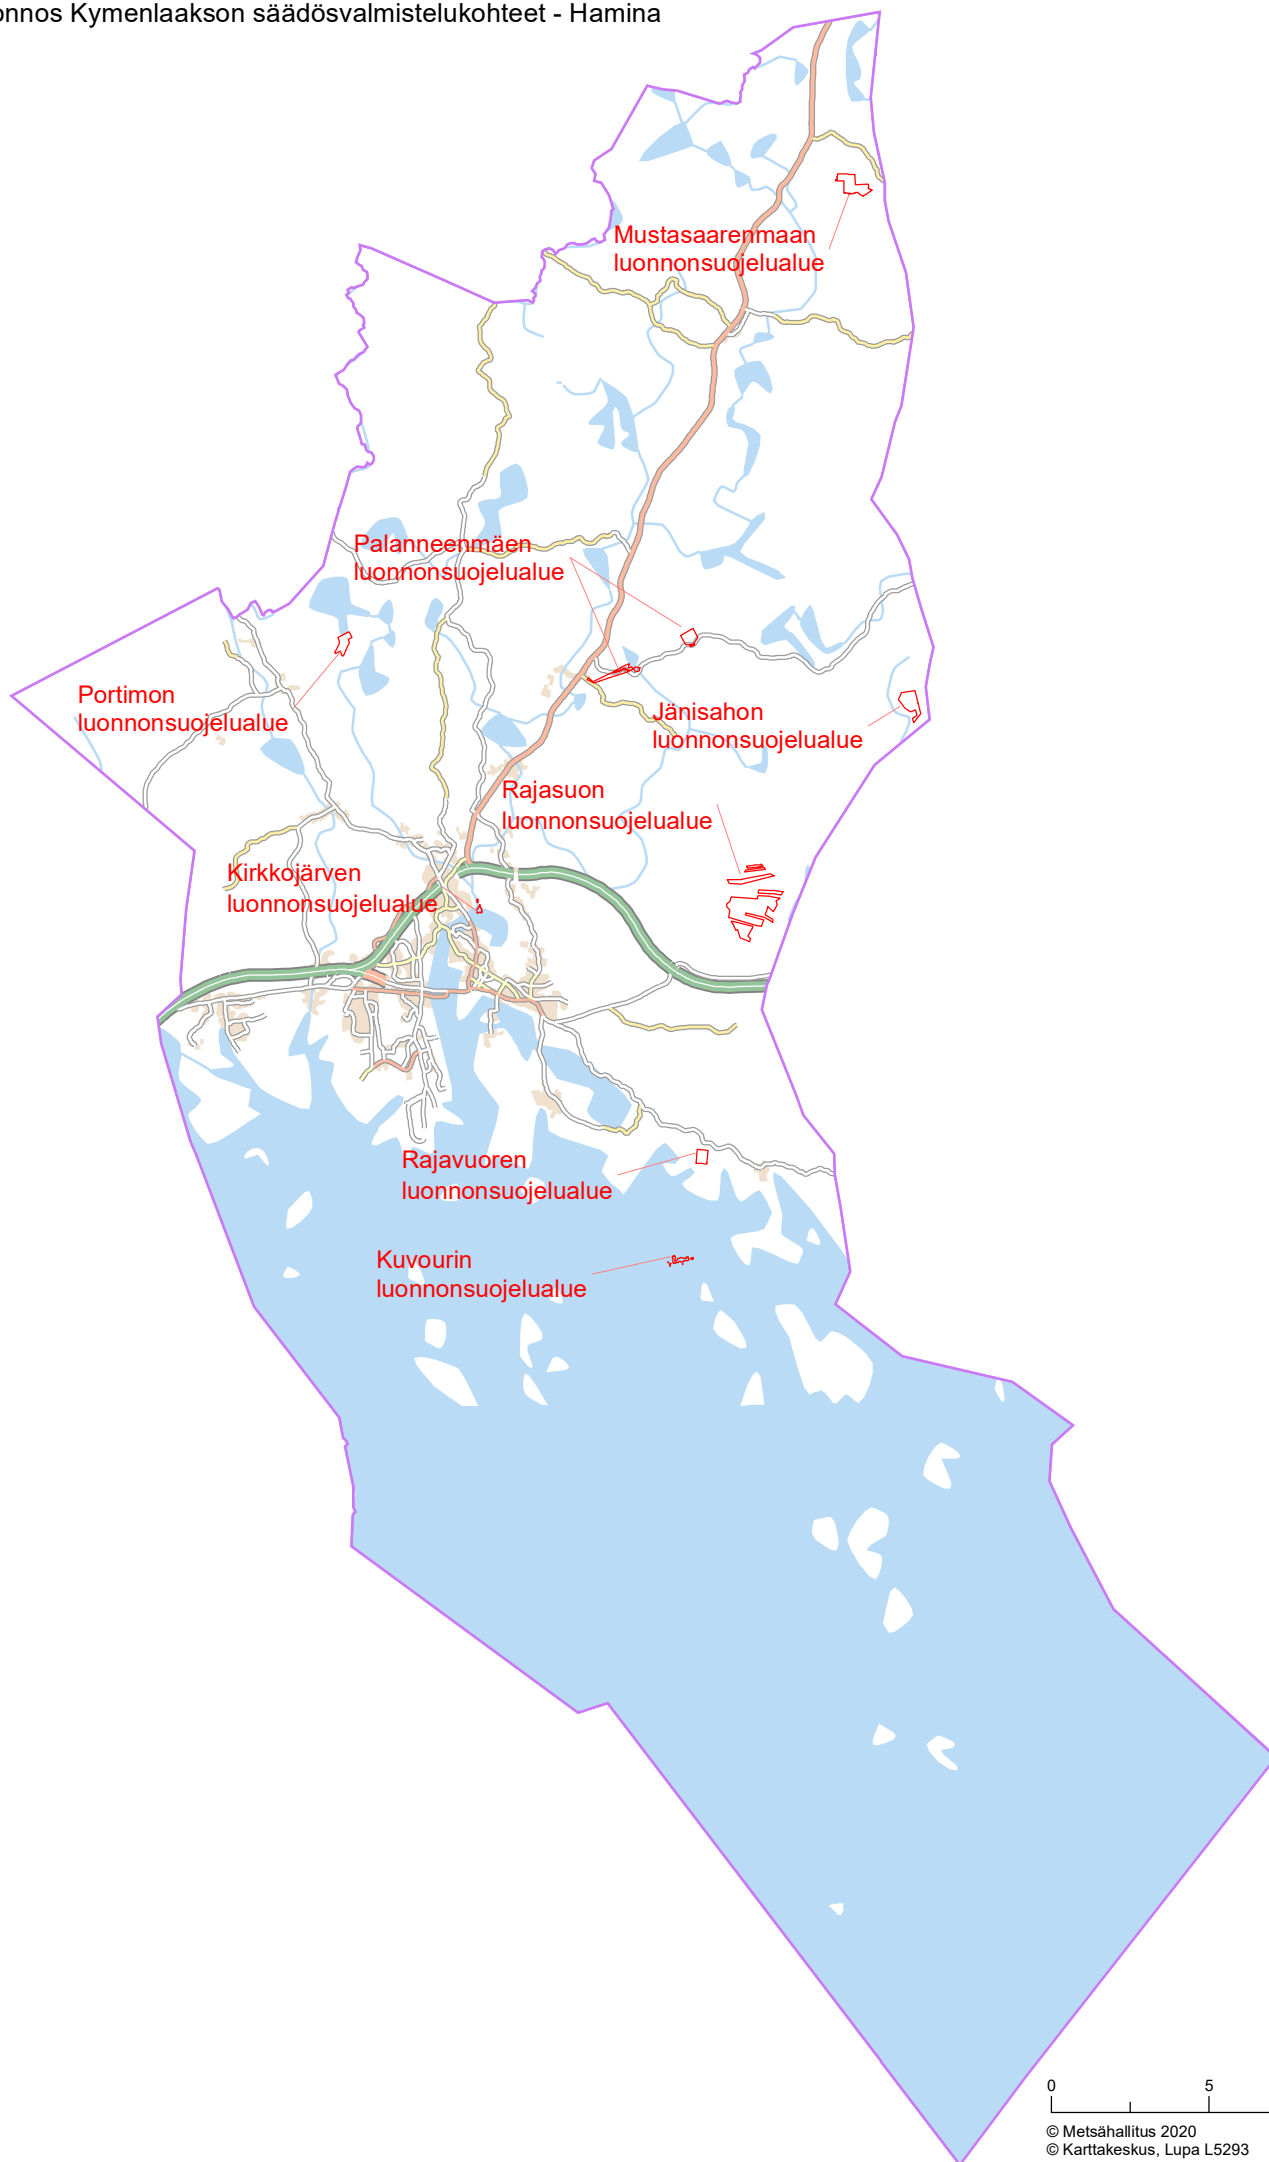 onnos Kymenlaakson säädösvalmistelukohteet - Hamina
Mustasaarenmaan
luonnonsuojelualue
Palanneenmäen
luonnonsuojelualue
Portimon
luonnonsuojelualue
Jänisahon
luonnonsuojelualue
Rajasuon
luonnonsuojelualue
Kirkkojärven
luonnonsuojelualue
Rajavuoren
luonnonsuojelualue
Kuvourin
luonnonsuojelualue
0 5
© Metsähallitus 2020
© Karttakeskus, Lupa L5293